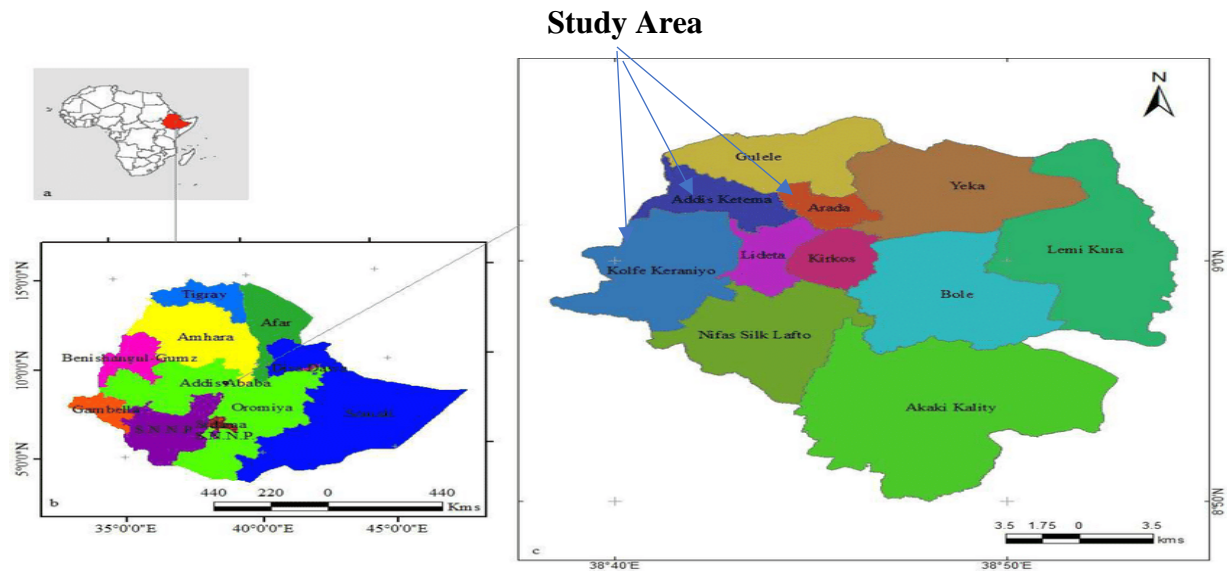 Study Area
a
15°0'0"N
10°0'0"N
5°0'0"N
Tigray
Afar
Amhara
Benishangul-Gumz
Addis Ababa
Gambella
Oromiya
Somali
S.N.N.P
Sidama
S.N.N.P
b
440 220 0 440
Kms
35°0'0"E 40°0'0"E 45°0'0"E
N
Gulele
Yeka
Addis Ketema
Arada
Lemi Kura
Lideta
Kirkos
Kolfe Keraniyo
Bole
Nifas Silk Lafto
Akaki Kality
9°0'N
8°50'N
3.5 1.75 0 3.5
kms
c
38°40'E 38°50'E